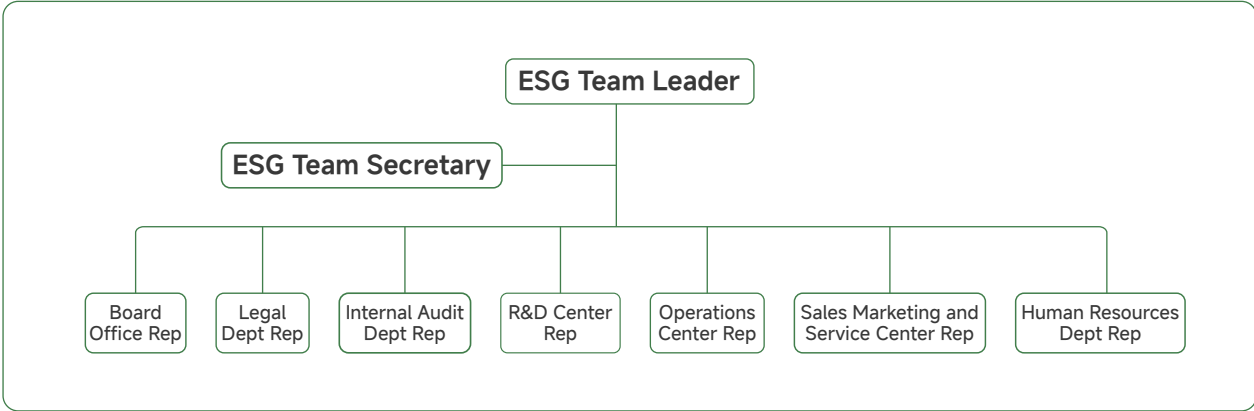 ESG Team Leader
ESG Team Secretary
Board
Office Rep
Legal
Dept Rep
Internal Audit
Dept Rep
R&D Center
Rep
Operations
Center Rep
Sales Marketing and
Service Center Rep
Human Resources
Dept Rep